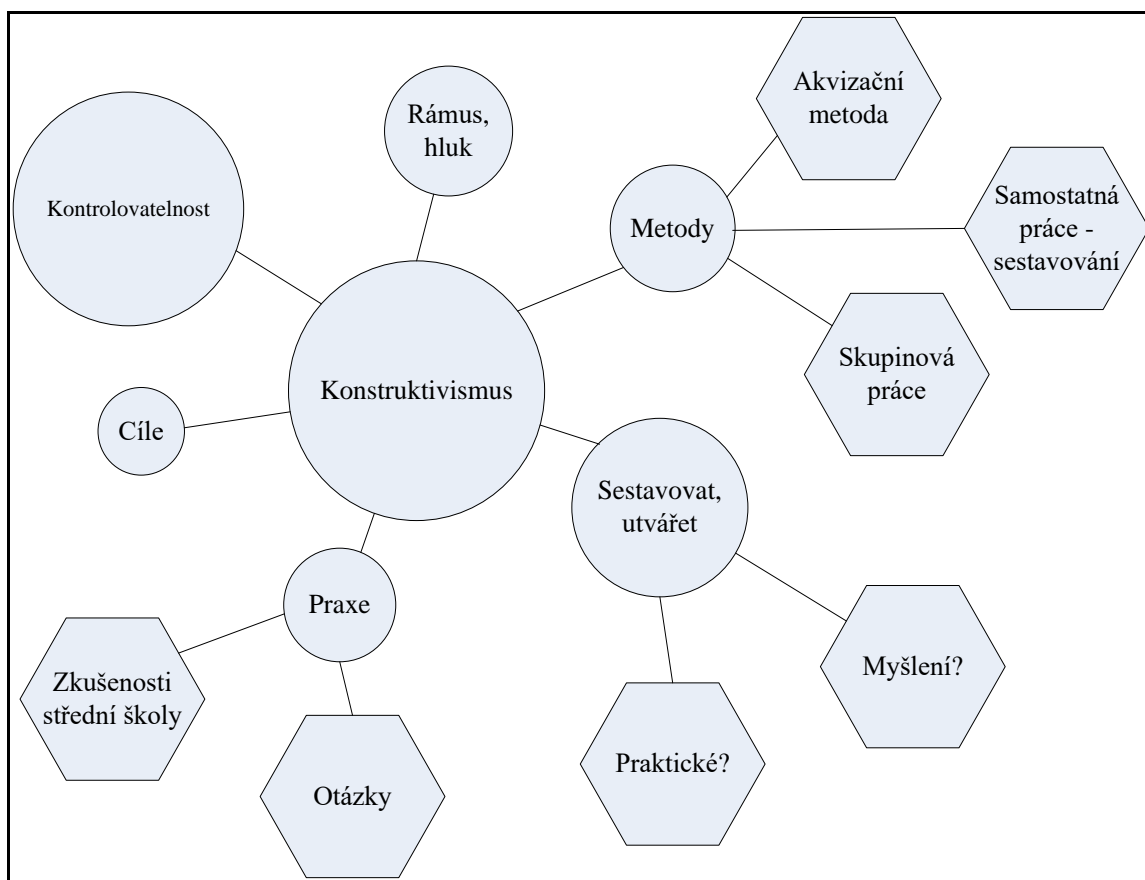 Akvizační
metoda
Rámus,
hluk
Kontrolovatelnost
Metody
Samostatná
práce -
sestavování
Skupinová
práce
Konstruktivismus
Cíle
Sestavovat,
utvářet
Praxe
Myšlení?
Zkušenosti
střední školy
Praktické?
Otázky